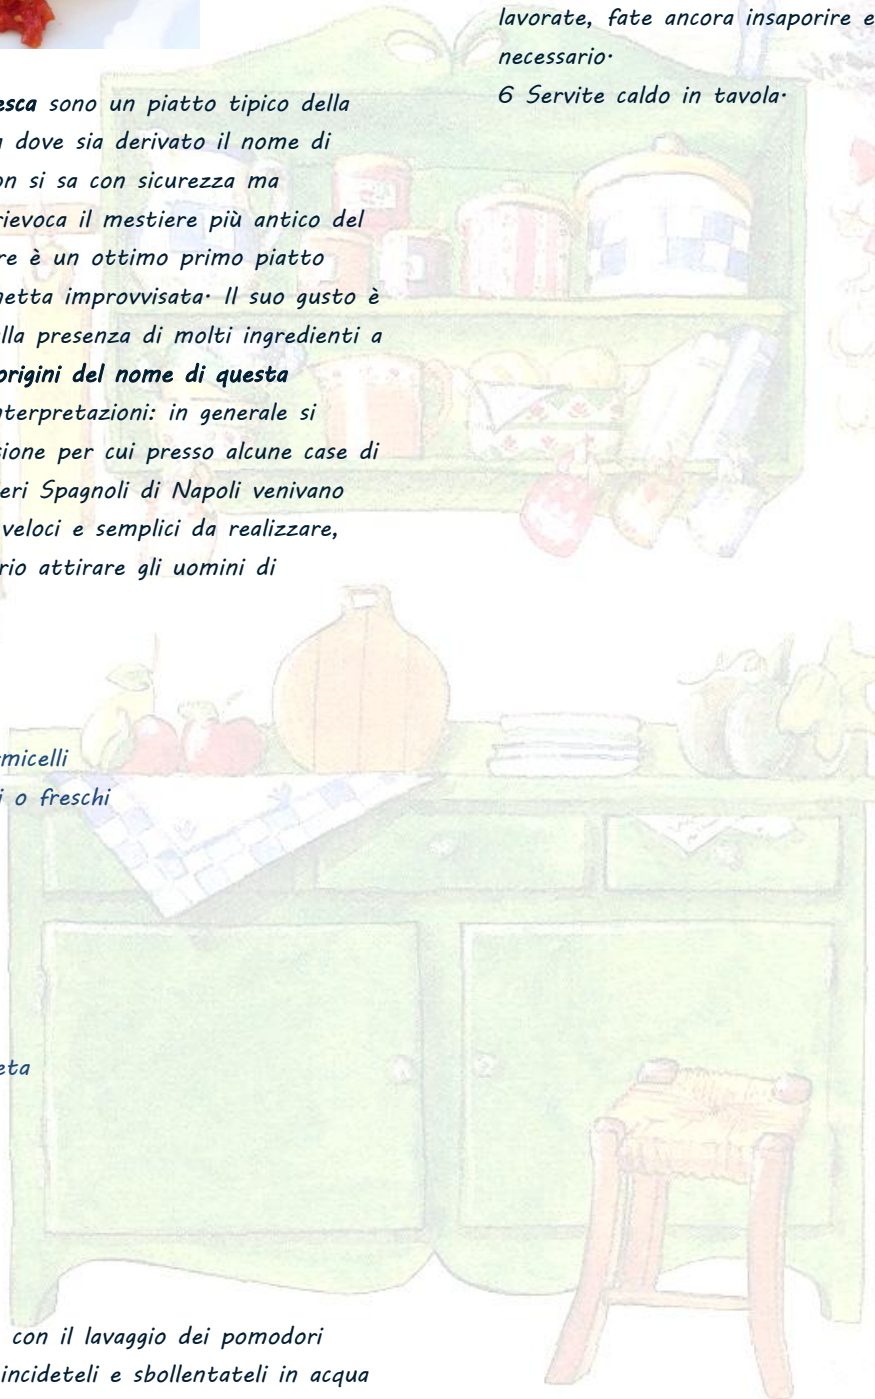 esca sono un piatto tipico della
dove sia derivato il nome di
on si sa con sicurezza ma
rievoca il mestiere più antico del
re è un ottimo primo piatto
netta improvvisata· Il suo gusto è
lla presenza di molti ingredienti a
origini del nome di questa
nterpretazioni: in generale si
ione per cui presso alcune case di
eri Spagnoli di Napoli venivano
veloci e semplici da realizzare,
rio attirare gli uomini di
micelli
i o freschi
eta
con il lavaggio dei pomodori
incideteli e sbollentateli in acqua
lavorate, fate ancora insaporire e
necessario·
6 Servite caldo in tavola·